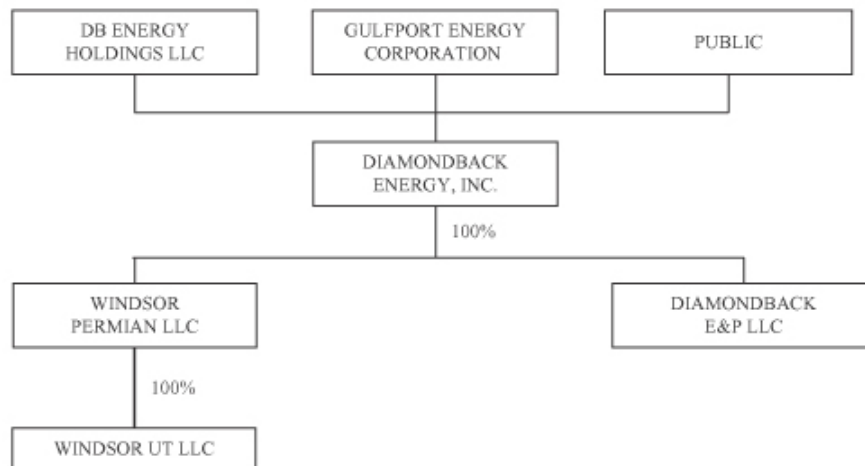 DB ENERGY
HOLDINGS LLC
GULFPORT ENERGY
CORPORATION
PUBLIC
DIAMONDBACK
ENERGY, INC.
100%
WINDSOR
PERMIAN LLC
DIAMONDBACK
E&P LLC
100%
WINDSOR UT LLC